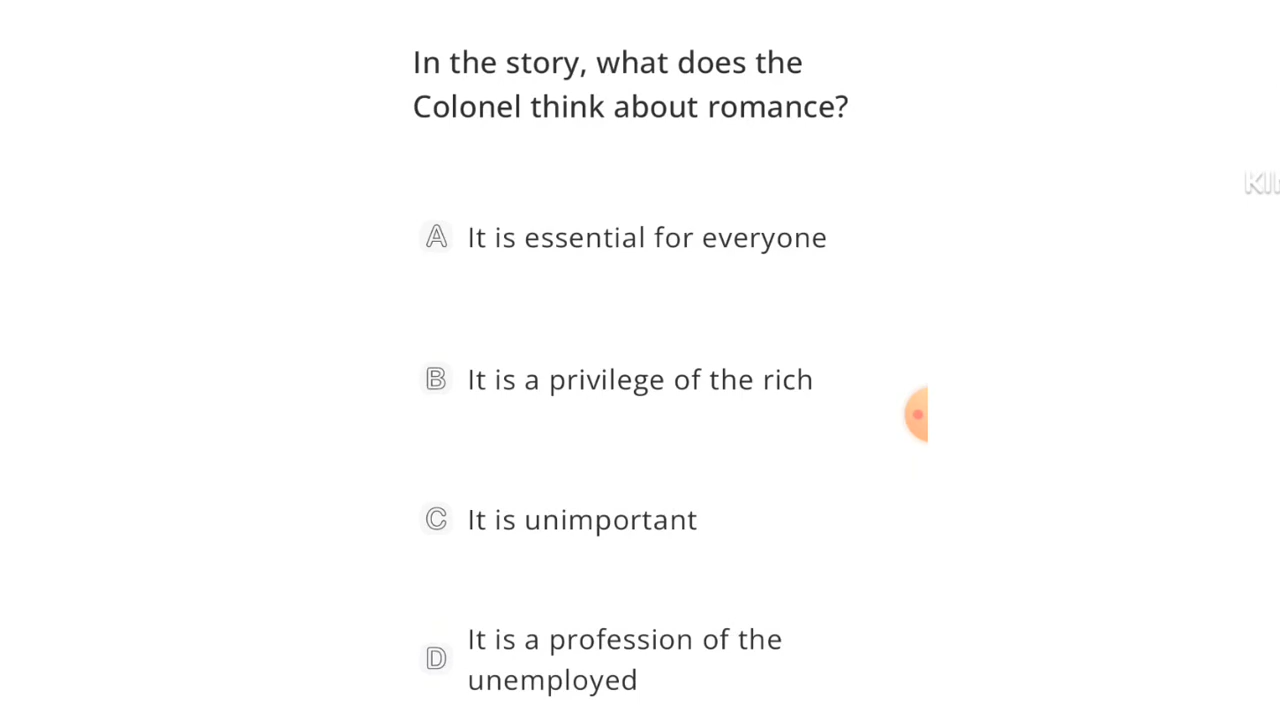 In the story, what does the
Colonel think about romance?
A It is essential for everyone
B It is a privilege of the rich
C It is unimportant
D It is a profession of the
unemployed